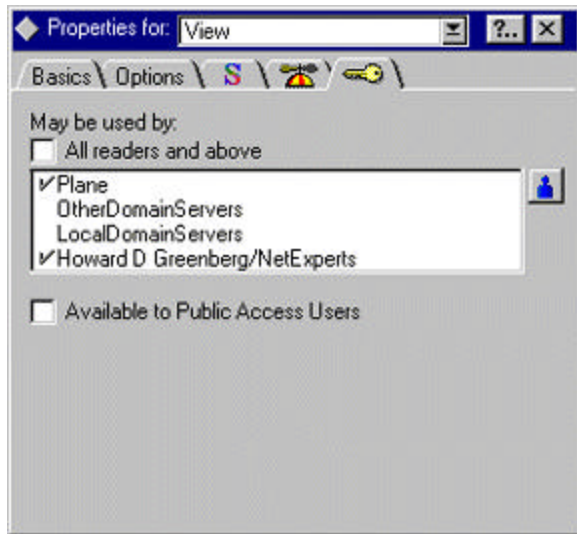 Properties for: View ?..
Basics Options S
May be used by:
All readers and above
Plane
OtherDomainServers
LocalDomainServers
Howard D Greenberg/NetExperts
Available to Public Access Users